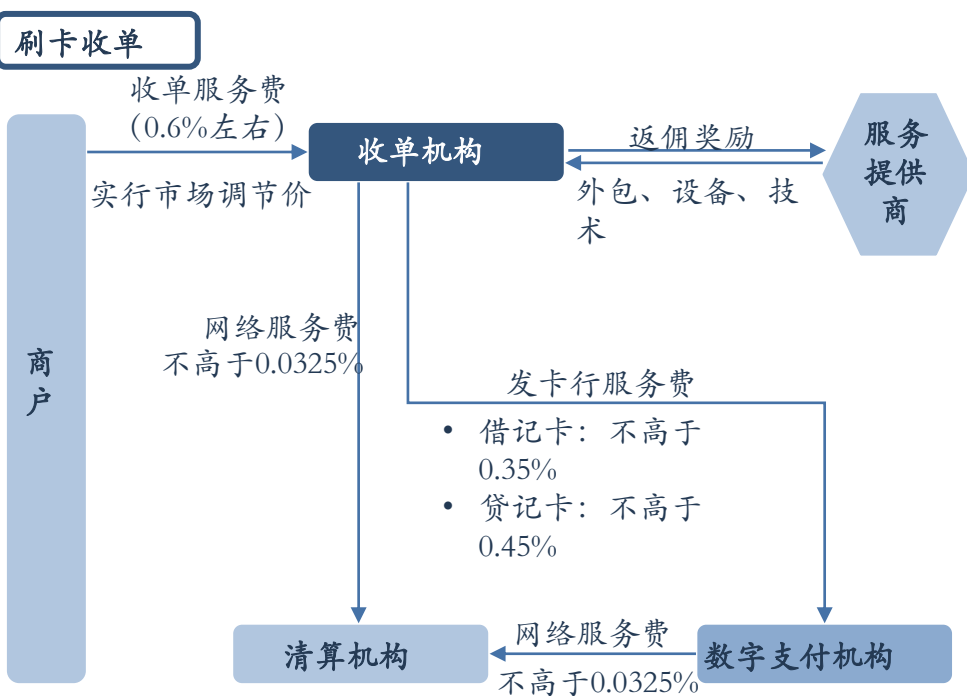 刷卡收单
收单服务费
（0.6%左右）
实行市场调节价
收单机构
返佣奖励
外包、设备、技
术
服务
提供
商
商
户
网络服务费
不高于0.0325%
发卡行服务费
• 借记卡：不高于
0.35%
• 贷记卡：不高于
0.45%
清算机构
网络服务费
不高于0.0325%
数字支付机构